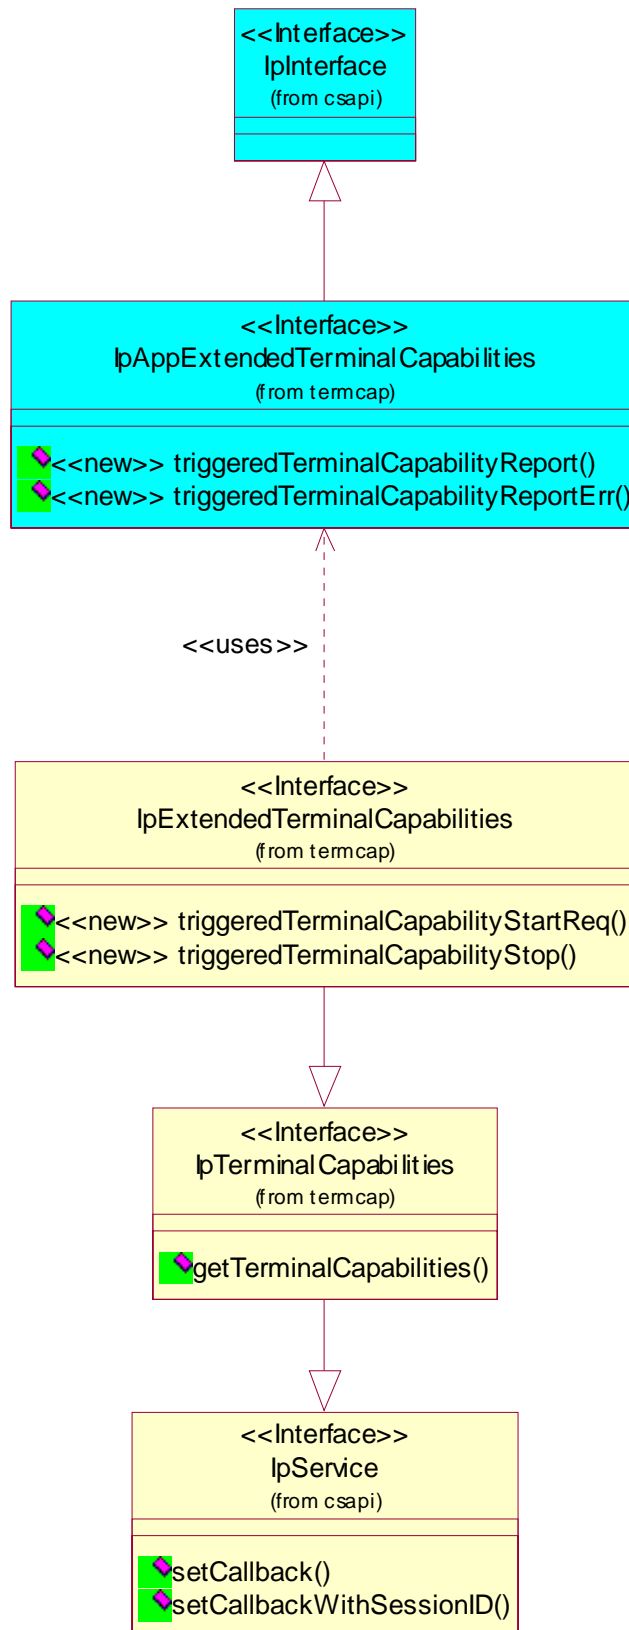 <<Interface>>
IpInterface
(from csapi)
<<Interface>>
IpAppExtendedTerminalCapabilities
(from termcap)
<<new>> triggeredTerminalCapabilityReport()
<<new>> triggeredTerminalCapabilityReportErr()
<<uses>>
<<Interface>>
IpExtendedTerminalCapabilities
(from termcap)
<<new>> triggeredTerminalCapabilityStartReq()
<<new>> triggeredTerminalCapabilityStop()
<<Interface>>
IpTerminalCapabilities
(from termcap)
getTerminalCapabilities()
<<Interface>>
IpService
(from csapi)
setCallback()
setCallbackWithSessionID()